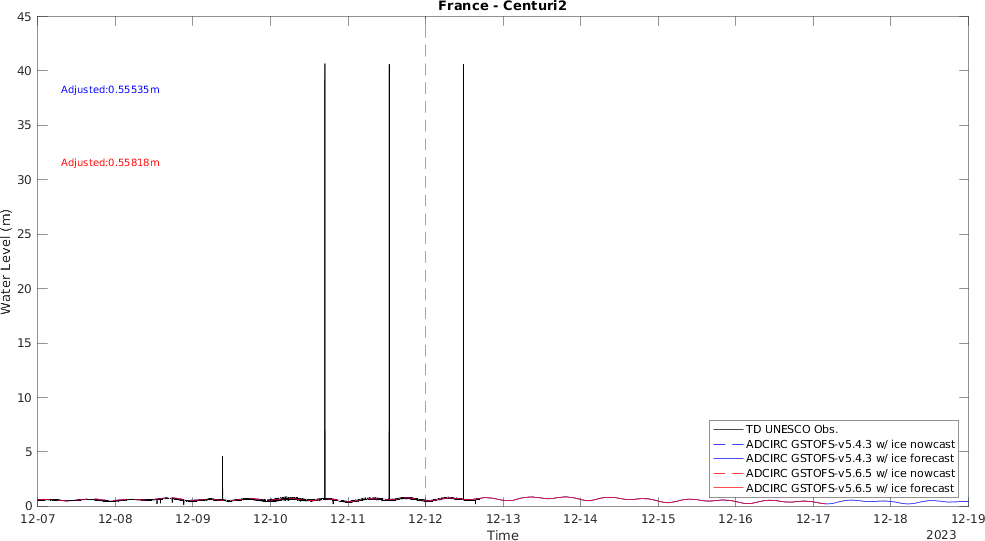 France - Centuri2
45
40
35
30
25
20
15
10
5
0
Water Level (m)
Adjusted:0.55535m
Adjusted:0.55818m
TD UNESCO Obs.
ADCIRC GSTOFS-v5.4.3 w/ ice nowcast
ADCIRC GSTOFS-v5.4.3 w/ ice forecast
ADCIRC GSTOFS-v5.6.5 w/ ice nowcast
ADCIRC GSTOFS-v5.6.5 w/ ice forecast
12-07 12-08 12-09 12-10 12-11 12-12 12-13 12-14 12-15 12-16 12-17 12-18 12-19
Time
2023